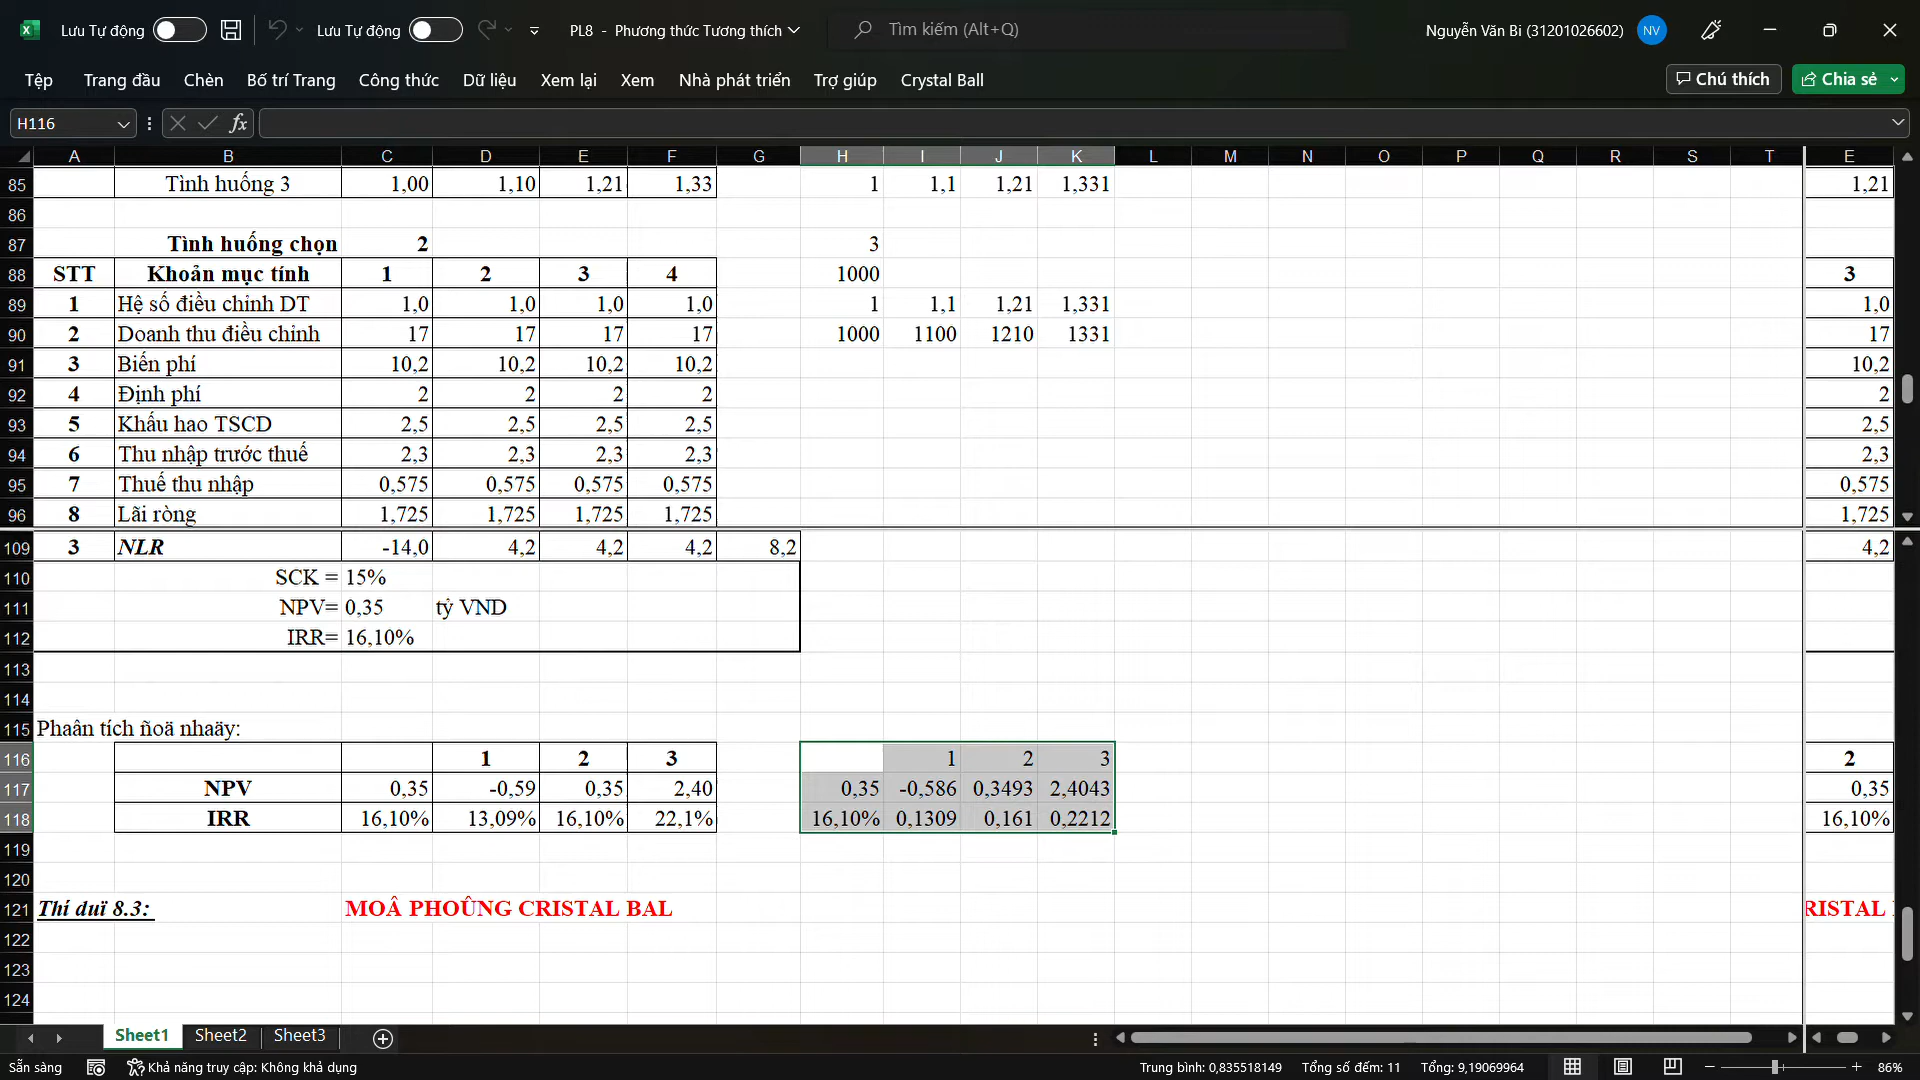 Lưu Tự động Lưu Tự động PL8 - Phương thức Tương thích Tìm kiếm (Alt+Q) Nguyễn Văn Bi (31201026602) NV
Tệp Trang đầu Chèn Bố trí Trang Công thức Dữ liệu Xem lại Xem Nhà phát triển Trợ giúp Crystal Ball Chú thích Chia sẻ
H116 fx
A B C D E F G H I J K L M N O P Q R S T E
85 Tình huống 3 1,00 1,10 1,21 1,33 1 1,1 1,21 1,331 1,21
86
87 Tình huống chọn 2 3
88 STT Khoản mục tính 1 2 3 4 1000 3
89 1 Hệ số điều chỉnh DT 1,0 1,0 1,0 1,0 1 1,1 1,21 1,331 1,0
90 2 Doanh thu điều chỉnh 17 17 17 17 1000 1100 1210 1331 17
91 3 Biến phí 10,2 10,2 10,2 10,2 10,2
92 4 Định phí 2 2 2 2 2
93 5 Khấu hao TSCD 2,5 2,5 2,5 2,5 2,5
94 6 Thu nhập trước thuế 2,3 2,3 2,3 2,3 2,3
95 7 Thuế thu nhập 0,575 0,575 0,575 0,575 0,575
96 8 Lãi ròng 1,725 1,725 1,725 1,725 1,725
109 3 NLR -14,0 4,2 4,2 4,2 8,2 4,2
110 SCK = 15%
111 NPV= 0,35 tỷ VND
112 IRR= 16,10%
113
114
115 Phaân tích ñoä nhaäy:
116 1 2 3 1 2 3 2
117 NPV 0,35 -0,59 0,35 2,40 0,35 -0,586 0,3493 2,4043 0,35
118 IRR 16,10% 13,09% 16,10% 22,1% 16,10% 0,1309 0,161 0,2212 16,10%
119
120
121 Thí duï 8.3: MOÂ PHOÛNG CRISTAL BAL RISTAL
122
123
124
Sheet1 Sheet2 Sheet3
Sẵn sàng Khả năng truy cập: Không khả dụng Trung bình: 0,835518149 Tổng số đếm: 11 Tổng: 9,19069964 86%